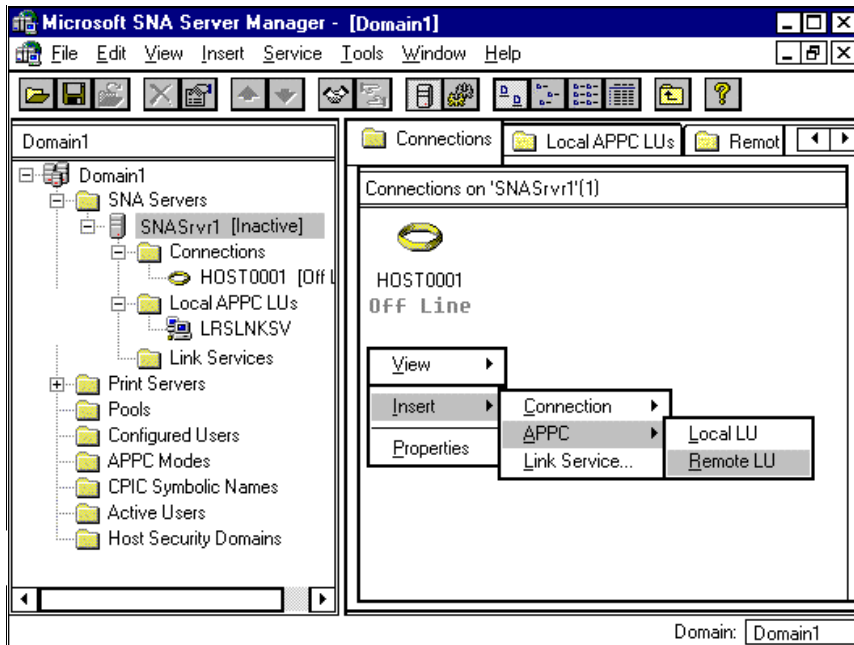 Microsoft SNA Server Manager - [Domain1]
File Edit View Insert Service Tools Window Help
Domain1
Domain1
SNA Servers
SNASrvr1 [Inactive]
Connections
HOST0001 [Off L
Local APPC LUs
LRSLNKSV
Link Services
Print Servers
Pools
Configured Users
APPC Modes
CPIC Symbolic Names
Active Users
Host Security Domains
Connections Local APPC LUs Remot
Connections on 'SNASrvr1'(1)
HOST0001
Off Line
View
Insert
Properties
Connection
APPC
Link Service...
Local LU
Remote LU
Domain: Domain1